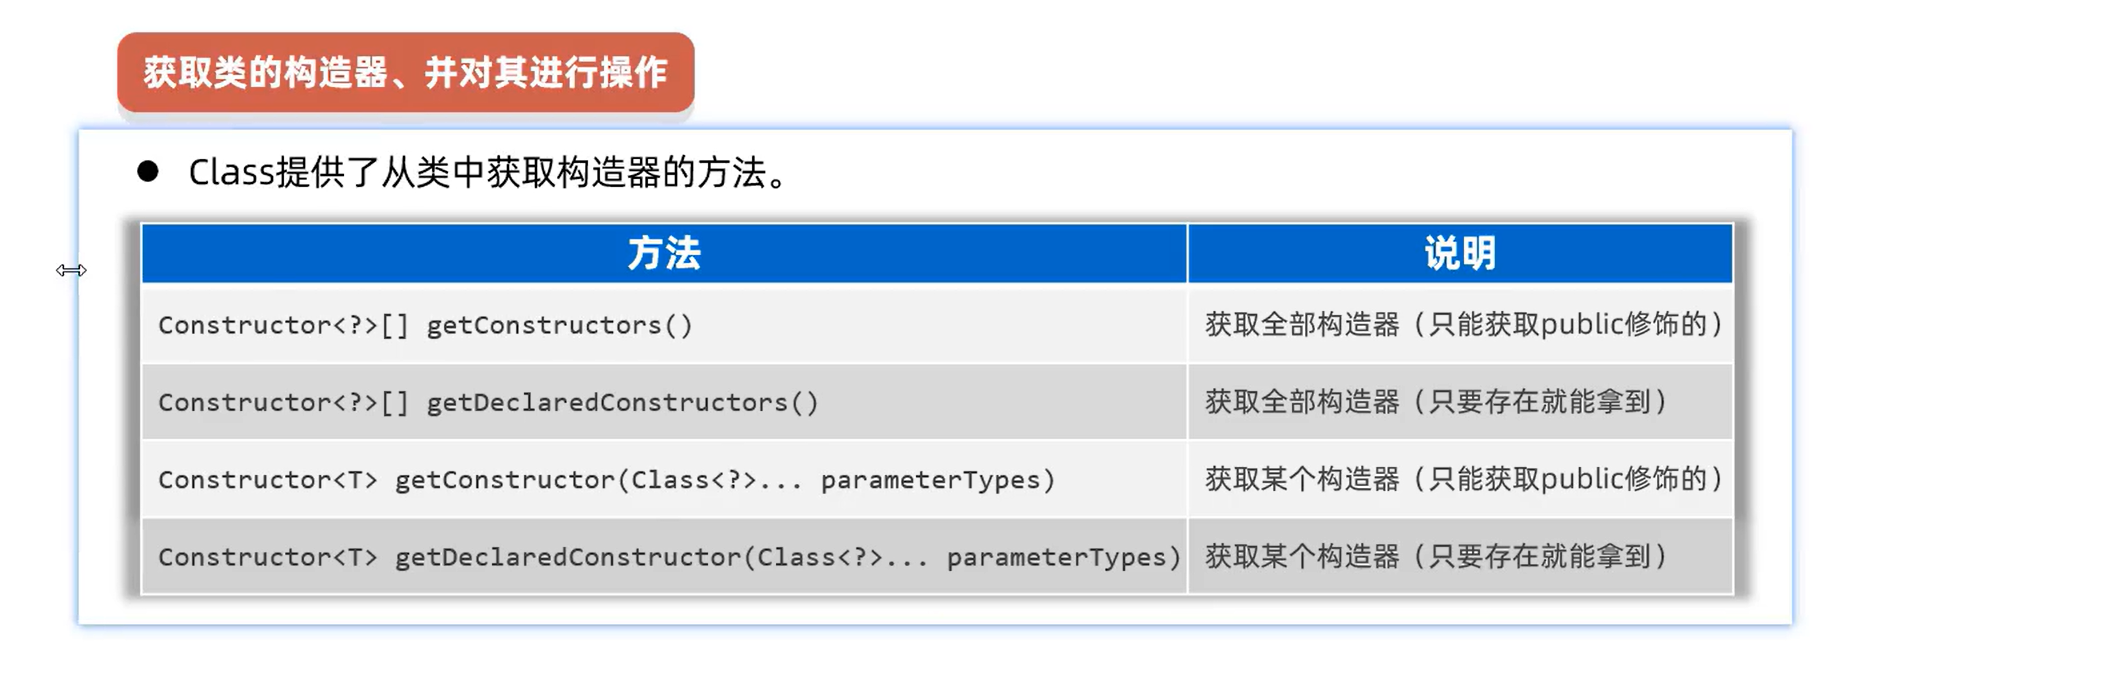 获取类的构造器、并对其进行操作
● Class提供了从类中获取构造器的方法。
方法 说明
Constructor<?>[] getConstructors() 获取全部构造器（只能获取public修饰的）
Constructor<?>[] getDeclaredConstructors() 获取全部构造器（只要存在就能拿到）
Constructor<T> getConstructor(Class<?>... parameterTypes) 获取某个构造器（只能获取public修饰的）
Constructor<T> getDeclaredConstructor(Class<?>... parameterTypes) 获取某个构造器（只要存在就能拿到）